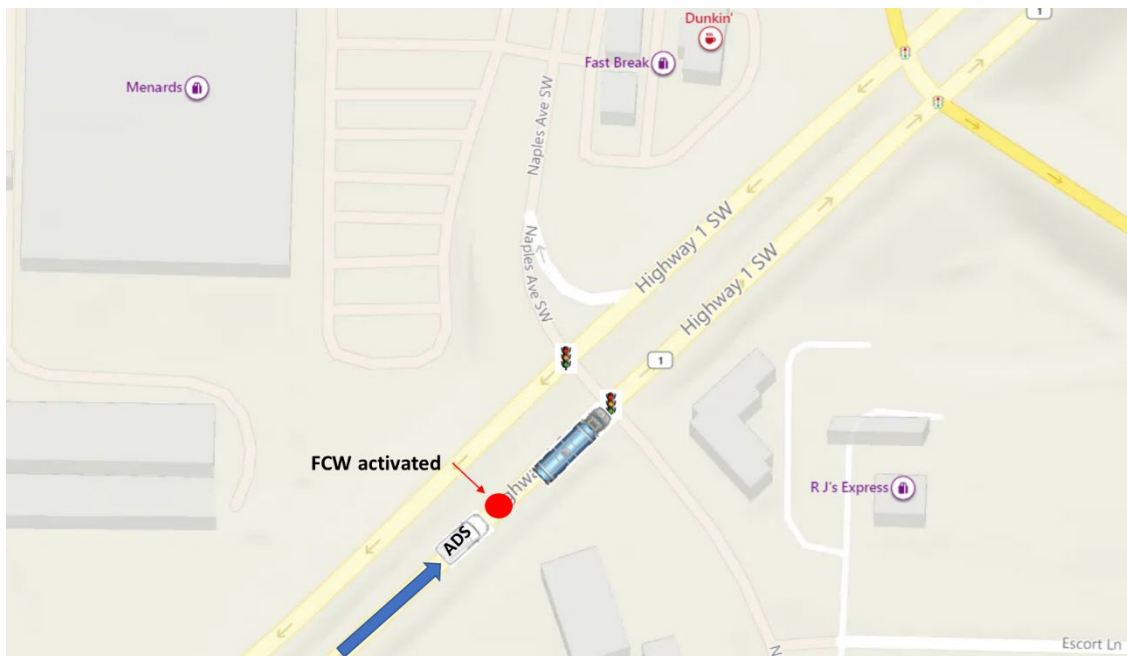 Dunkin'
1
Fast Break
Menards
Naples Ave SW
Highway 1 SW
Naples Ave SW
Highway 1 SW
1
FCW activated
ighwa
R J's Express
ADS
N
Escort Ln